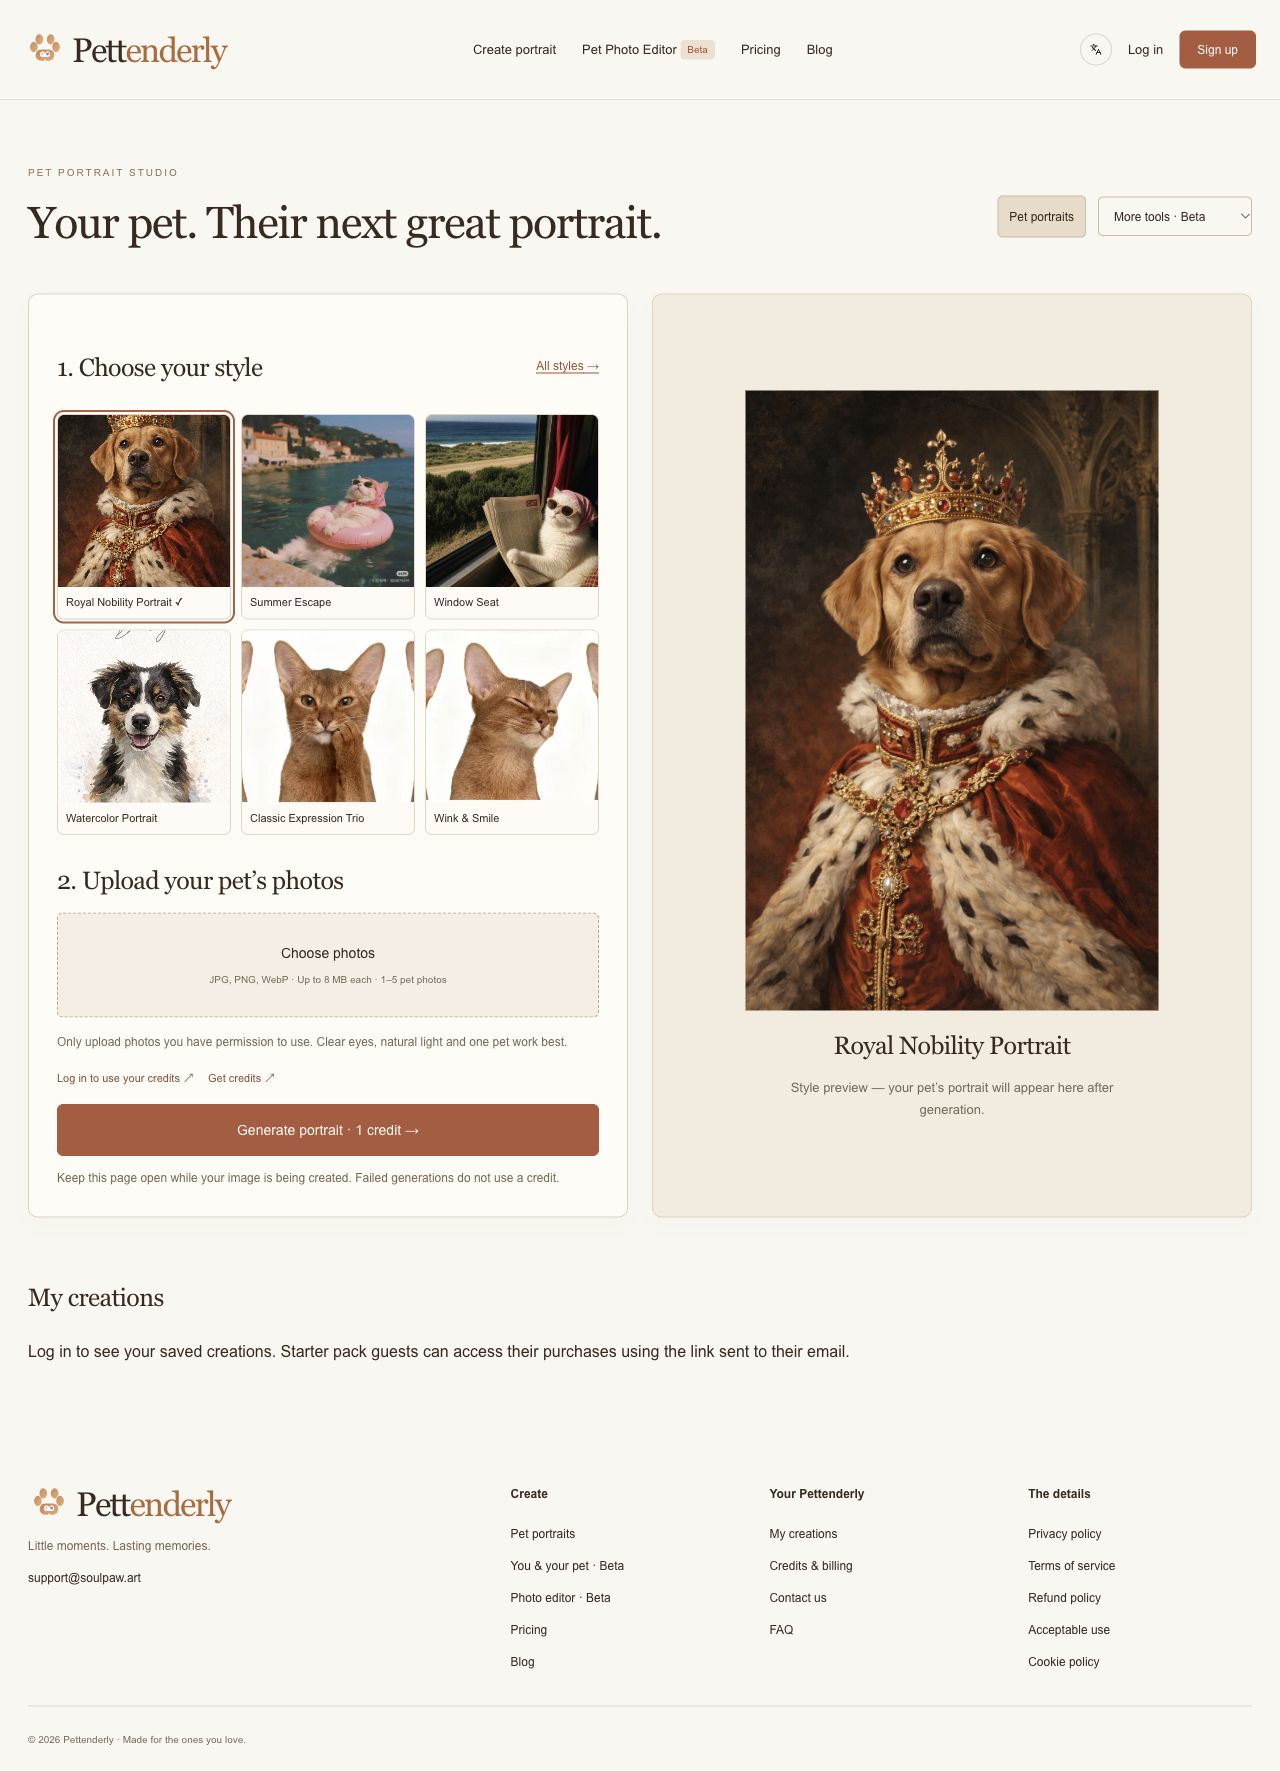 Pettenderly
Create portrait
Pet Photo Editor Beta
Pricing
Blog
Log in
Sign up
PET PORTRAIT STUDIO
Your pet. Their next great portrait.
Pet portraits
More tools · Beta
1. Choose your style
All styles →
Royal Nobility Portrait ✓
Summer Escape
Window Seat
Watercolor Portrait
Classic Expression Trio
Wink & Smile
2. Upload your pet’s photos
Choose photos
JPG, PNG, WebP · Up to 8 MB each · 1–5 pet photos
Only upload photos you have permission to use. Clear eyes, natural light and one pet work best.
Log in to use your credits ↗ Get credits ↗
Generate portrait · 1 credit →
Keep this page open while your image is being created. Failed generations do not use a credit.
Royal Nobility Portrait
Style preview — your pet’s portrait will appear here after
generation.
My creations
Log in to see your saved creations. Starter pack guests can access their purchases using the link sent to their email.
Pettenderly
Little moments. Lasting memories.
support@soulpaw.art
Create
Pet portraits
You & your pet · Beta
Photo editor · Beta
Pricing
Blog
Your Pettenderly
My creations
Credits & billing
Contact us
FAQ
The details
Privacy policy
Terms of service
Refund policy
Acceptable use
Cookie policy
© 2026 Pettenderly · Made for the ones you love.